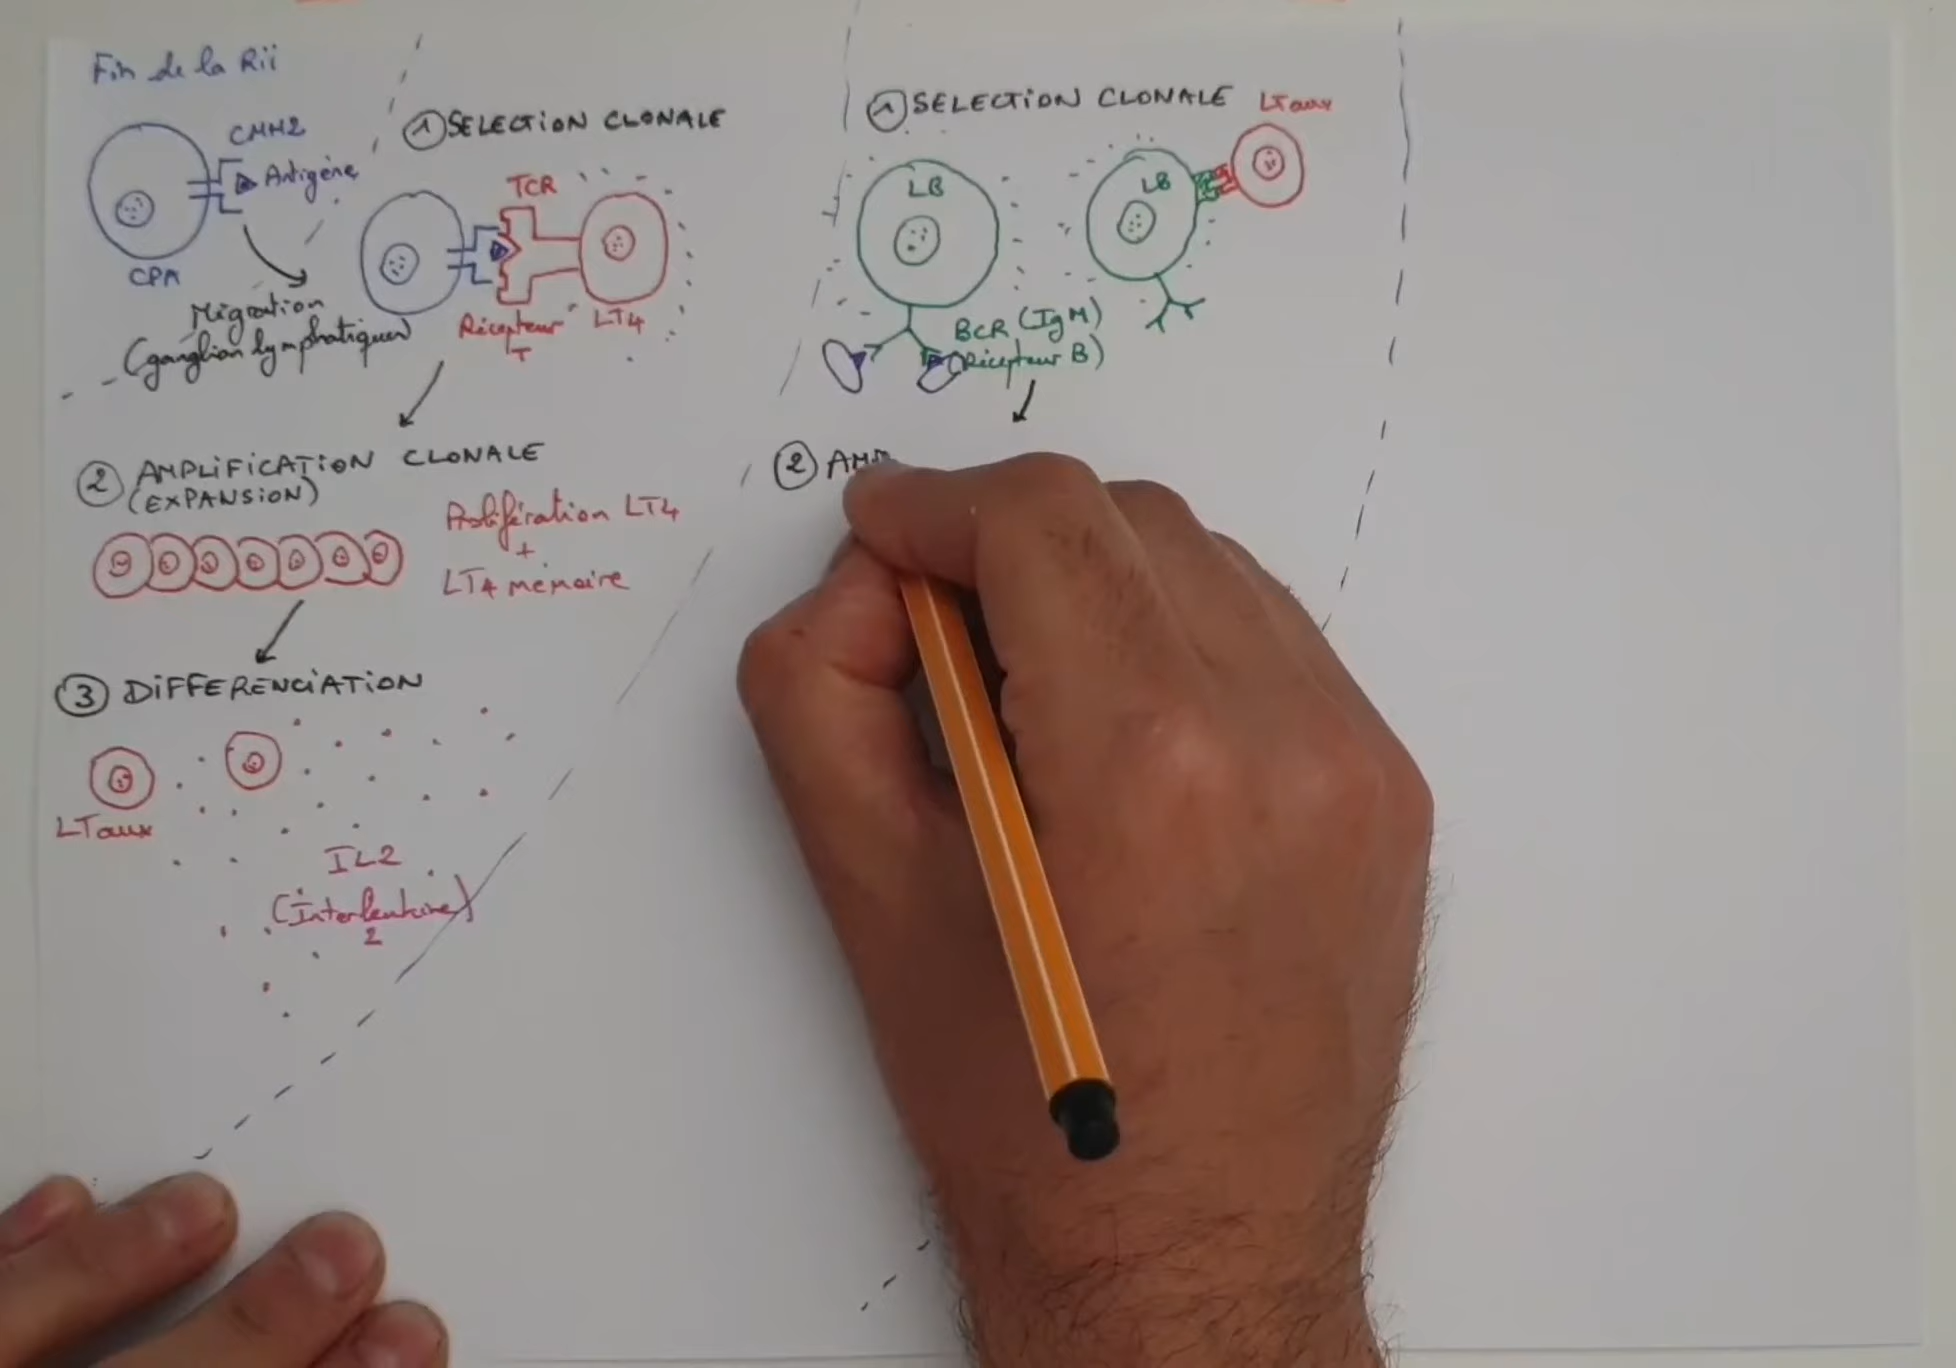 Fin de la Rii
CMH2
Antigène
CPA
Migration
(ganglion lymphatique)
① SELECTION CLONALE
TCR
Récepteur
T
LT4
② AMPLIFICATION CLONALE
(EXPANSION)
Prolifération LT4
+
LT4 mémoire
③ DIFFERENCIATION
LTaux
IL2
(Interleukine)
2
① SELECTION CLONALE
LTaux
LB
LB
BCR (IgM)
(Récepteur B)
② AMP